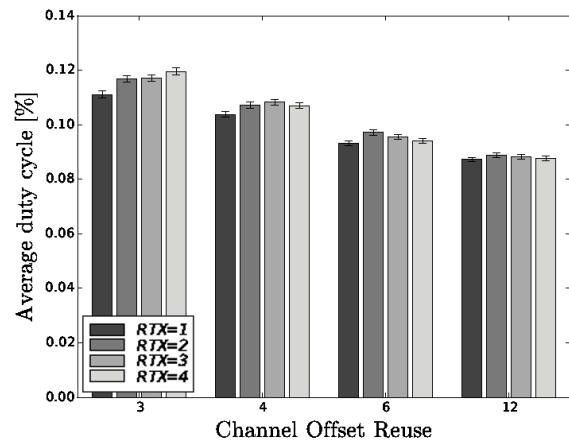 0.14
0.12
0.10
0.08
0.06
0.04
0.02
0.00
Average duty cycle [%]
RTX=1
RTX=2
RTX=3
RTX=4
3 4 6 12
Channel Offset Reuse